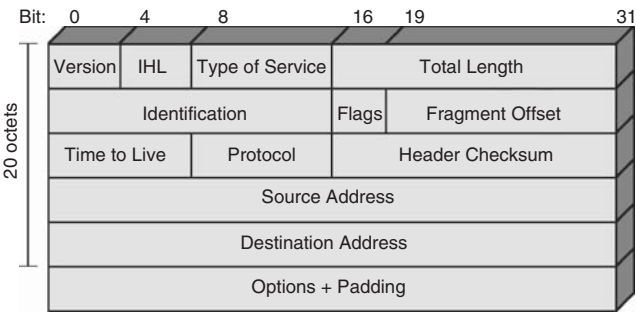 Bit: 0 4 8 16 19 31
Version IHL Type of Service Total Length
Identification Flags Fragment Offset
Time to Live Protocol Header Checksum
Source Address
Destination Address
Options + Padding
20 octets